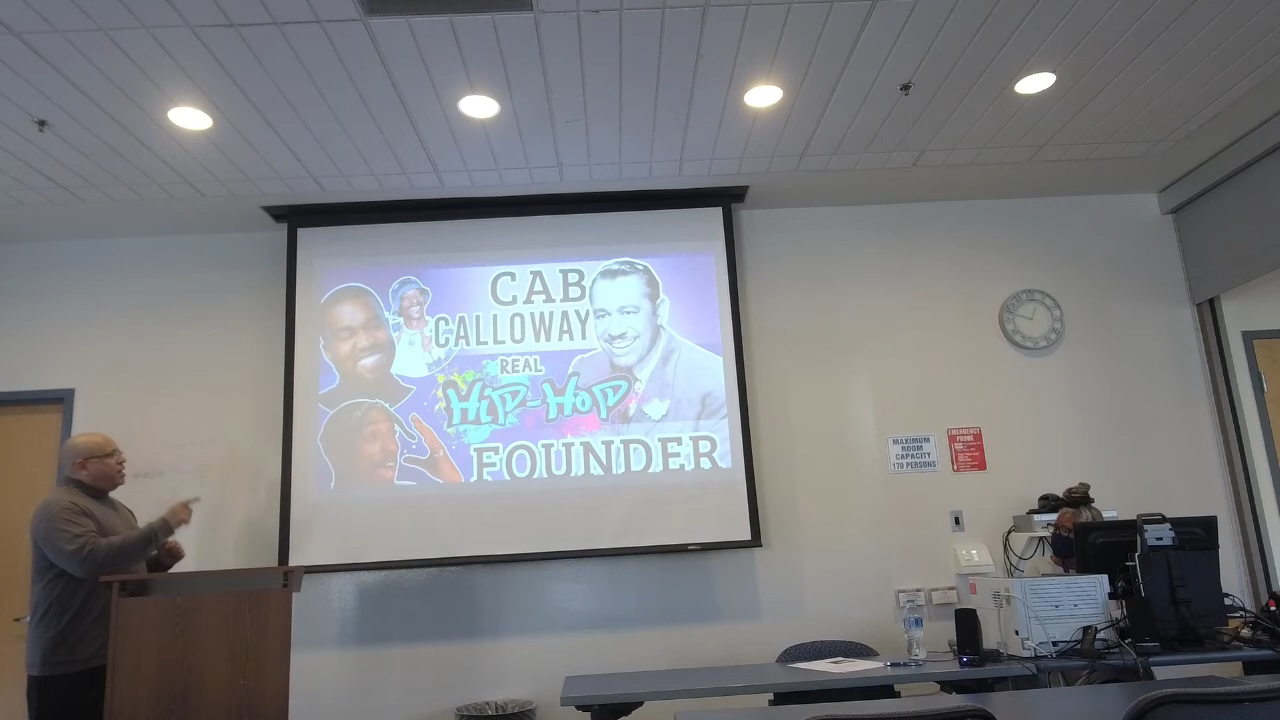 CAB
CALLOWAY
REAL
HIP-HOP
FOUNDER
MAXIMUM
ROOM
CAPACITY
170 PERSONS
EMERGENCY
PHONE